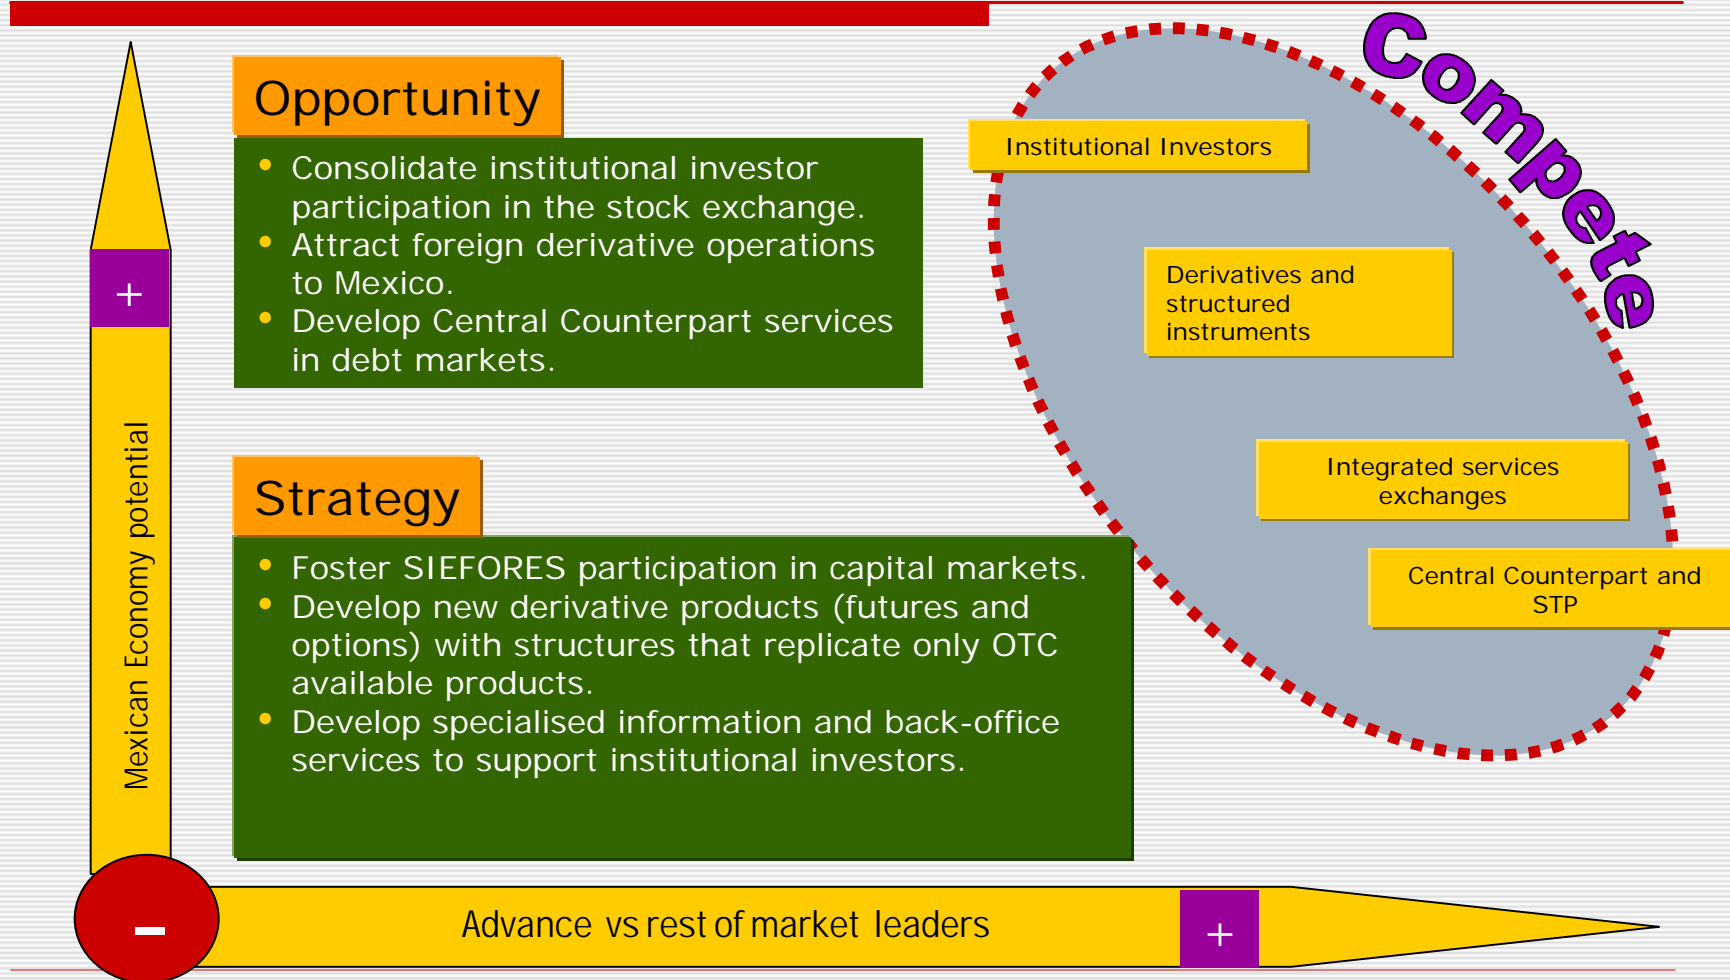 Opportunity
• Consolidate institutional investor
participation in the stock exchange.
• Attract foreign derivative operations
to Mexico.
• Develop Central Counterpart services
in debt markets.
Strategy
• Foster SIEFORES participation in capital markets.
• Develop new derivative products (futures and
options) with structures that replicate only OTC
available products.
• Develop specialised information and back-office
services to support institutional investors.
Compete
Institutional Investors
Derivatives and
structured
instruments
Integrated services
exchanges
Central Counterpart and
STP
+
Mexican Economy potential
–
Advance vs rest of market leaders
+